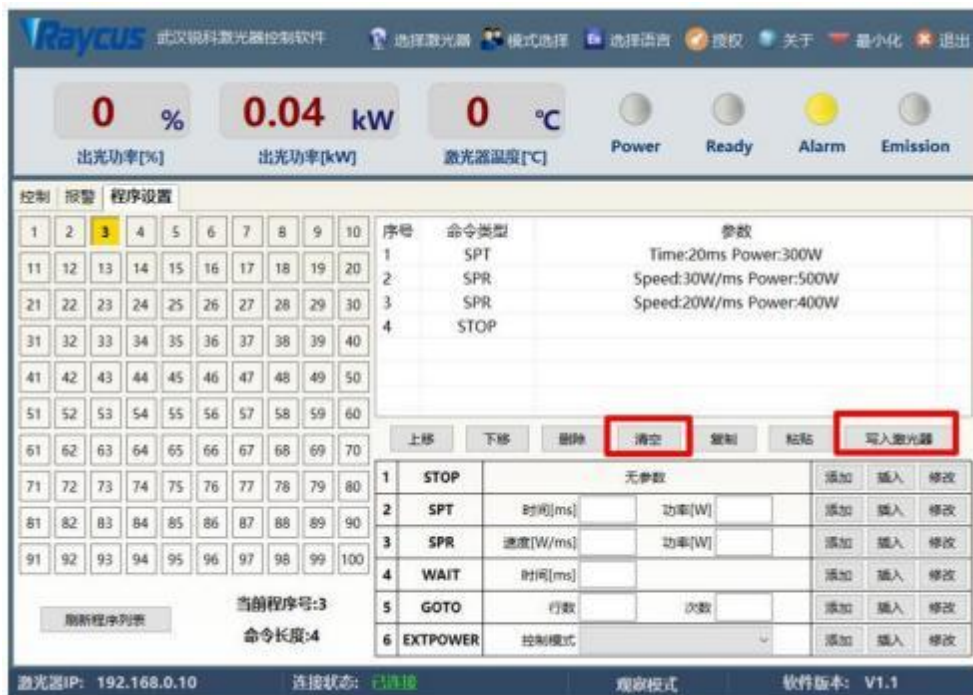 Raycus 武汉锐科激光器控制软件 选择激光器 模式选择 En 选择语言 授权 关于 最小化 退出
0 % 0.04 kW 0 ℃
出光功率[%] 出光功率[kW] 激光器温度[℃] Power Ready Alarm Emission
控制 报警 程序设置
1 2 3 4 5 6 7 8 9 10
11 12 13 14 15 16 17 18 19 20
21 22 23 24 25 26 27 28 29 30
31 32 33 34 35 36 37 38 39 40
41 42 43 44 45 46 47 48 49 50
51 52 53 54 55 56 57 58 59 60
61 62 63 64 65 66 67 68 69 70
71 72 73 74 75 76 77 78 79 80
81 82 83 84 85 86 87 88 89 90
91 92 93 94 95 96 97 98 99 100
刷新程序列表
当前程序号:3
命令长度:4
序号 命令类型 参数
1 SPT Time:20ms Power:300W
2 SPR Speed:30W/ms Power:500W
3 SPR Speed:20W/ms Power:400W
4 STOP
上移 下移 删除 清空 复制 粘贴 写入激光器
1 STOP 无参数 添加 插入 修改
2 SPT 时间[ms] 功率[W] 添加 插入 修改
3 SPR 速度[W/ms] 功率[W] 添加 插入 修改
4 WAIT 时间[ms] 添加 插入 修改
5 GOTO 行数 次数 添加 插入 修改
6 EXTPOWER 控制模式 添加 插入 修改
激光器IP: 192.168.0.10 连接状态: 已连接 观察模式 软件版本: V1.1